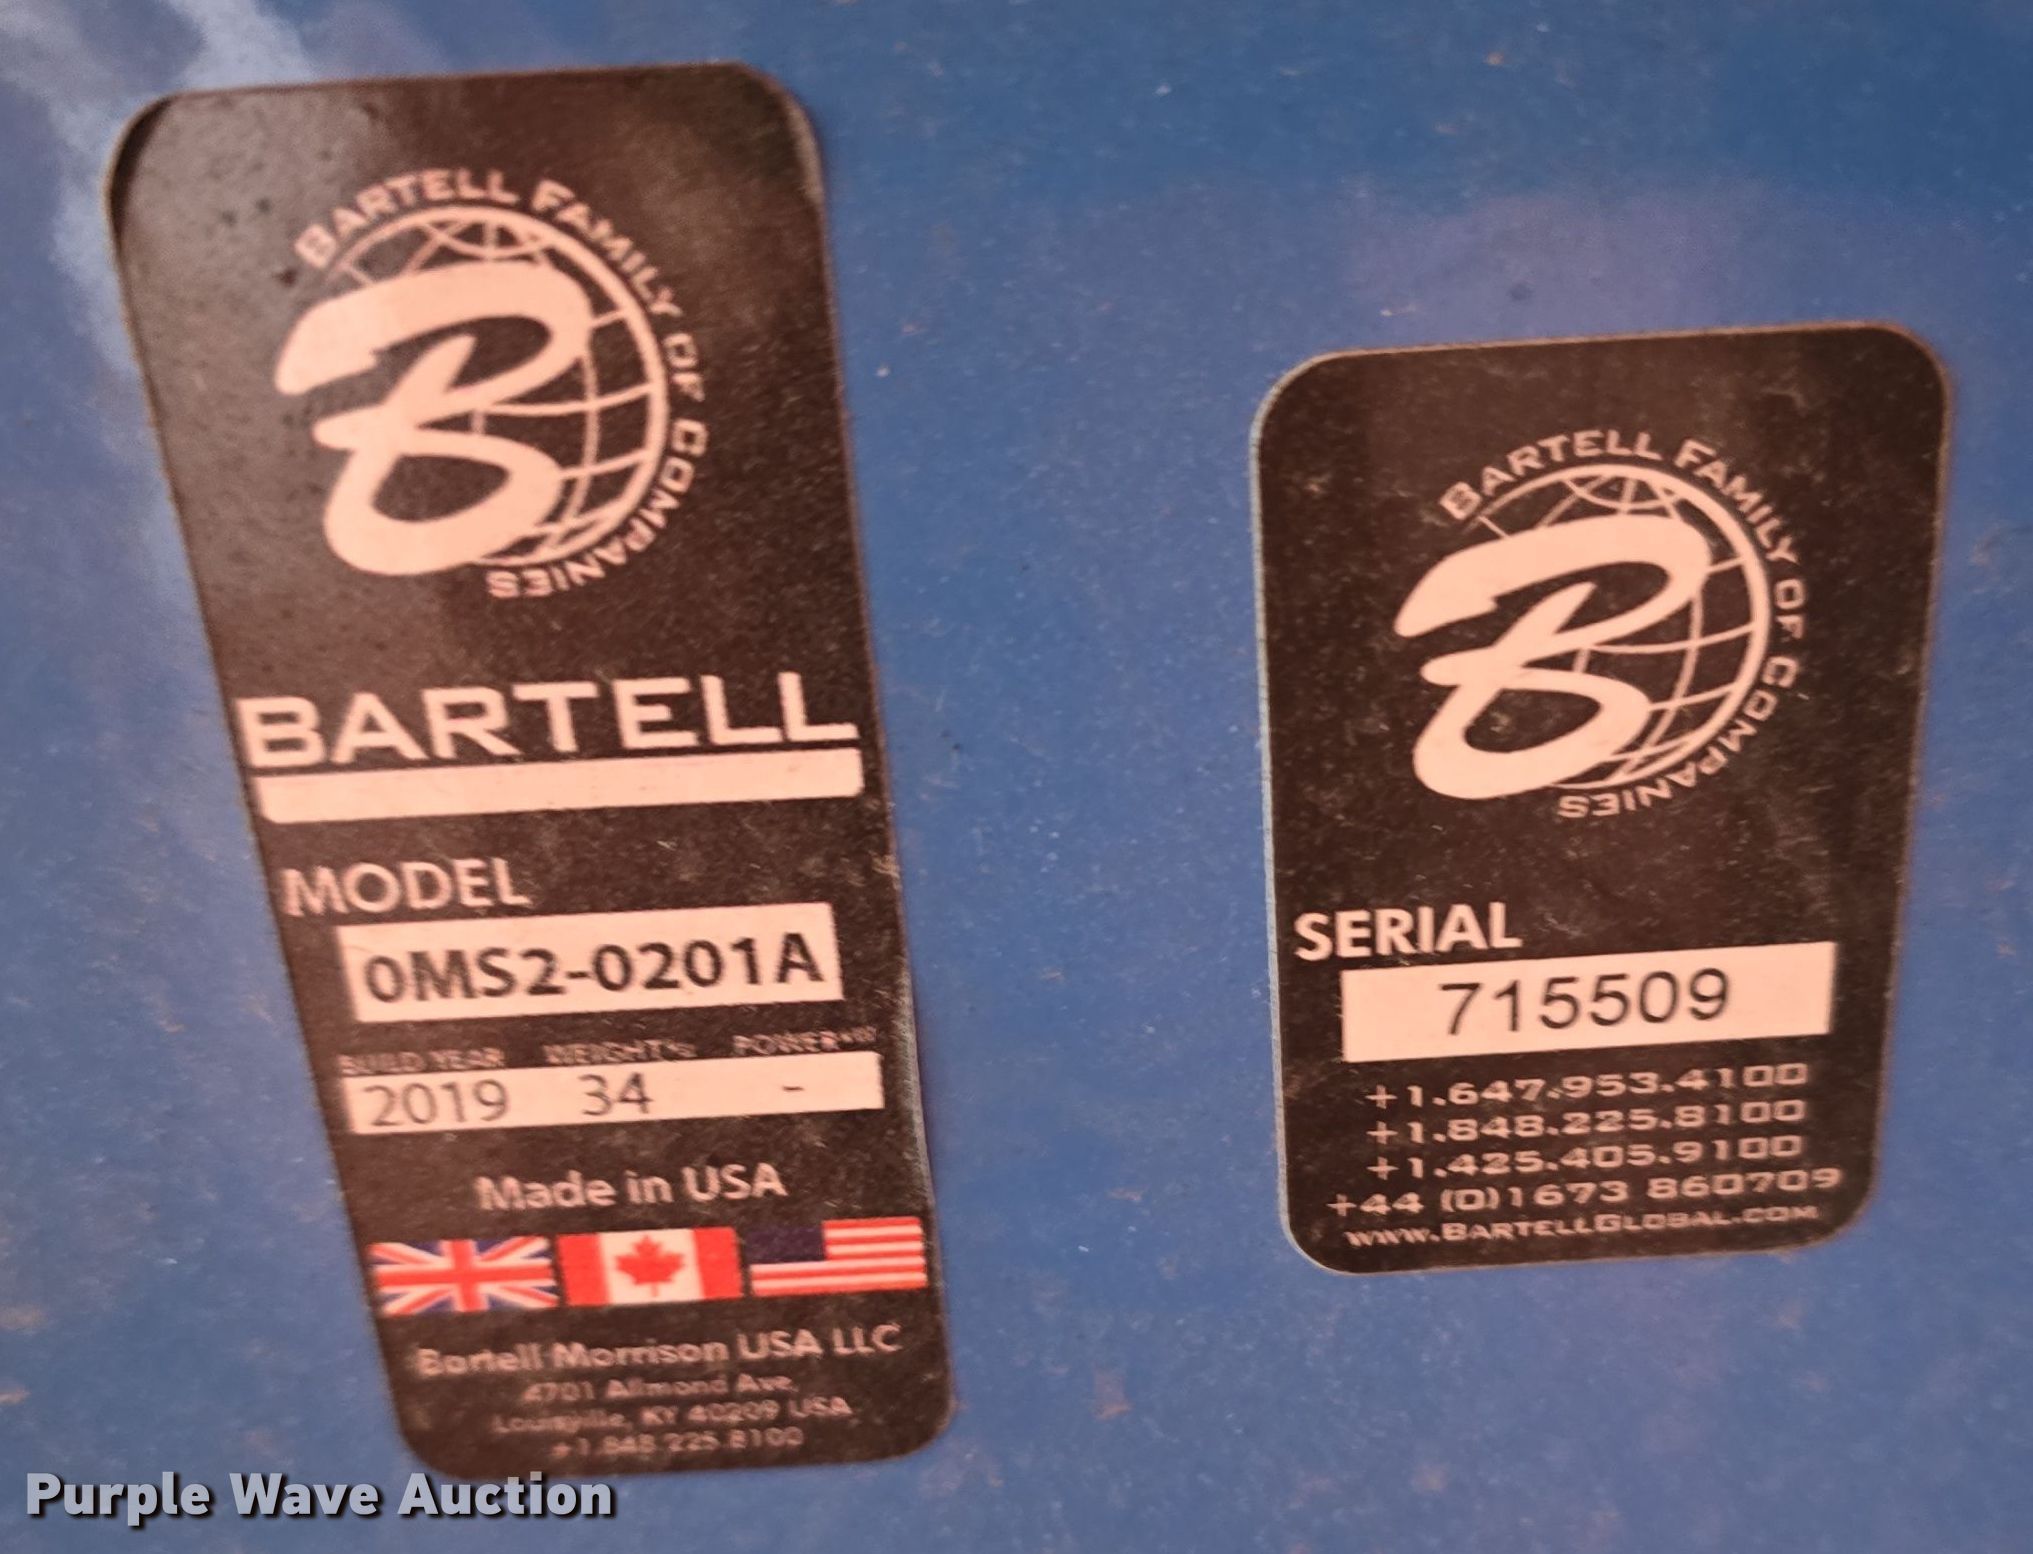 BARTELL FAMILY OF COMPANIES
B
BARTELL
MODEL
0MS2-0201A
BUILD YEAR WEIGHT POWER
2019 34 -
Made in USA
Bartell Morrison USA LLC
4701 Allmond Ave.
Louisville, KY 40209 USA
+1.848.225.8100
BARTELL FAMILY OF COMPANIES
B
SERIAL
715509
+1.647.953.4100
+1.848.225.8100
+1.425.405.9100
+44 (0)1673 860709
www.BARTELLGLOBAL.COM
Purple Wave Auction